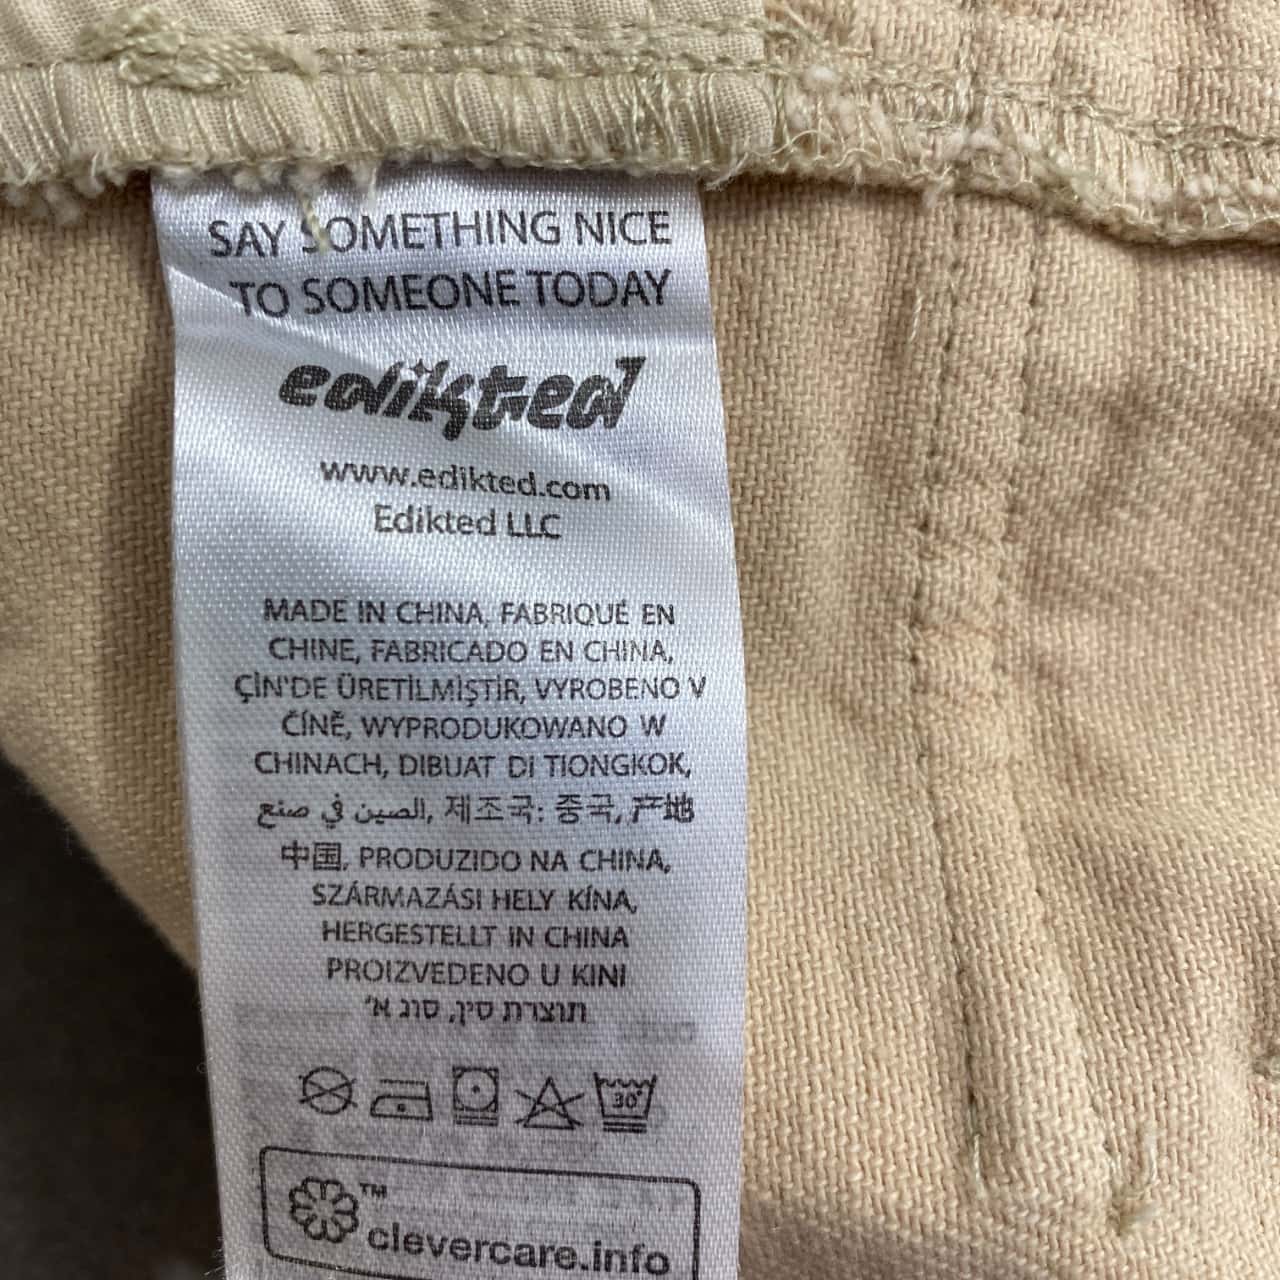 SAY SOMETHING NICE
TO SOMEONE TODAY
edikted
www.edikted.com
Edikted LLC
MADE IN CHINA, FABRIQUÉ EN
CHINE, FABRICADO EN CHINA,
ÇİN'DE ÜRETİLMİŞTİR, VYROBENO V
ČÍNĚ, WYPRODUKOWANO W
CHINACH, DIBUAT DI TIONGKOK,
الصين في صنع, 제조국: 중국, 产地
中国, PRODUZIDO NA CHINA,
SZÁRMAZÁSI HELY KÍNA,
HERGESTELLT IN CHINA
PROIZVEDENO U KINI
תוצרת סין, סוג א׳
30°
™
clevercare.info